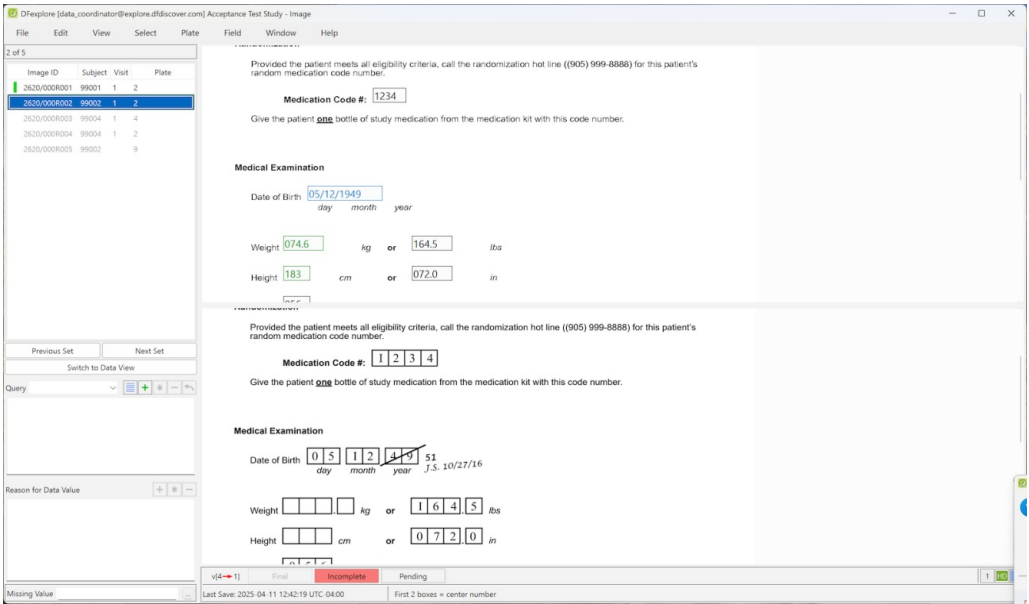 DFexplore [data_coordinator@explore.dfdiscover.com] Acceptance Test Study - Image
File Edit View Select Plate Field Window Help
2 of 5
Image ID Subject Visit Plate
2620/000R001 99001 1 2
2620/000R002 99002 1 2
2620/000R003 99004 1 4
2620/000R004 99004 1 2
2620/000R005 99002 9
Previous Set Next Set
Switch to Data View
Query
Reason for Data Value
Missing Value
Provided the patient meets all eligibility criteria, call the randomization hot line ((905) 999-8888) for this patient's
random medication code number.
Medication Code #: 1234
Give the patient one bottle of study medication from the medication kit with this code number.
Medical Examination
Date of Birth 05/12/1949
day month year
Weight 074.6 kg or 164.5 lbs
Height 183 cm or 072.0 in
Provided the patient meets all eligibility criteria, call the randomization hot line ((905) 999-8888) for this patient's
random medication code number.
Medication Code #: 1 2 3 4
Give the patient one bottle of study medication from the medication kit with this code number.
Medical Examination
Date of Birth 0 5 1 2 4 9 51
day month year J.S. 10/27/16
Weight . kg or 1 6 4 . 5 lbs
Height cm or 0 7 2 . 0 in
v[4→1] Final Incomplete Pending 1 HD
Last Save: 2025-04-11 12:42:19 UTC-04:00 First 2 boxes = center number